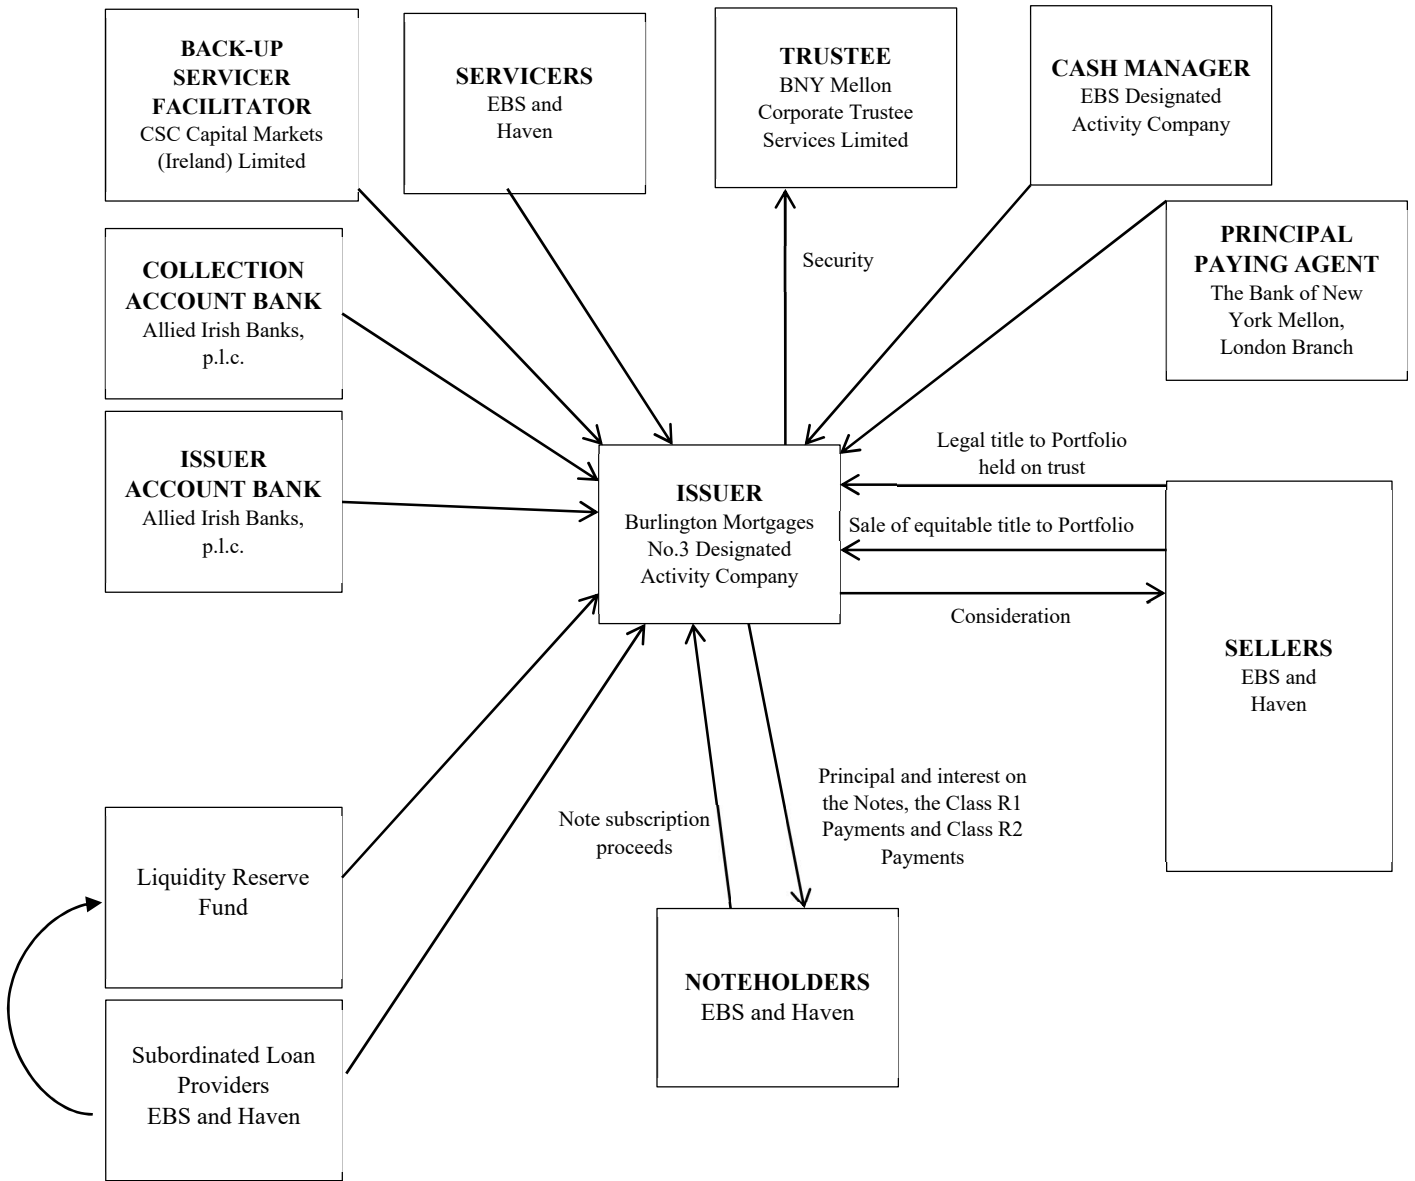 BACK-UP
SERVICER
FACILITATOR
CSC Capital Markets
(Ireland) Limited
SERVICERS
EBS and
Haven
TRUSTEE
BNY Mellon
Corporate Trustee
Services Limited
CASH MANAGER
EBS Designated
Activity Company
COLLECTION
ACCOUNT BANK
Allied Irish Banks,
p.l.c.
Security
PRINCIPAL
PAYING AGENT
The Bank of New
York Mellon,
London Branch
ISSUER
ACCOUNT BANK
Allied Irish Banks,
p.l.c.
ISSUER
Burlington Mortgages
No.3 Designated
Activity Company
Legal title to Portfolio
held on trust
Sale of equitable title to Portfolio
Consideration
SELLERS
EBS and
Haven
Note subscription
proceeds
Principal and interest on
the Notes, the Class R1
Payments and Class R2
Payments
Liquidity Reserve
Fund
NOTEHOLDERS
EBS and Haven
Subordinated Loan
Providers
EBS and Haven